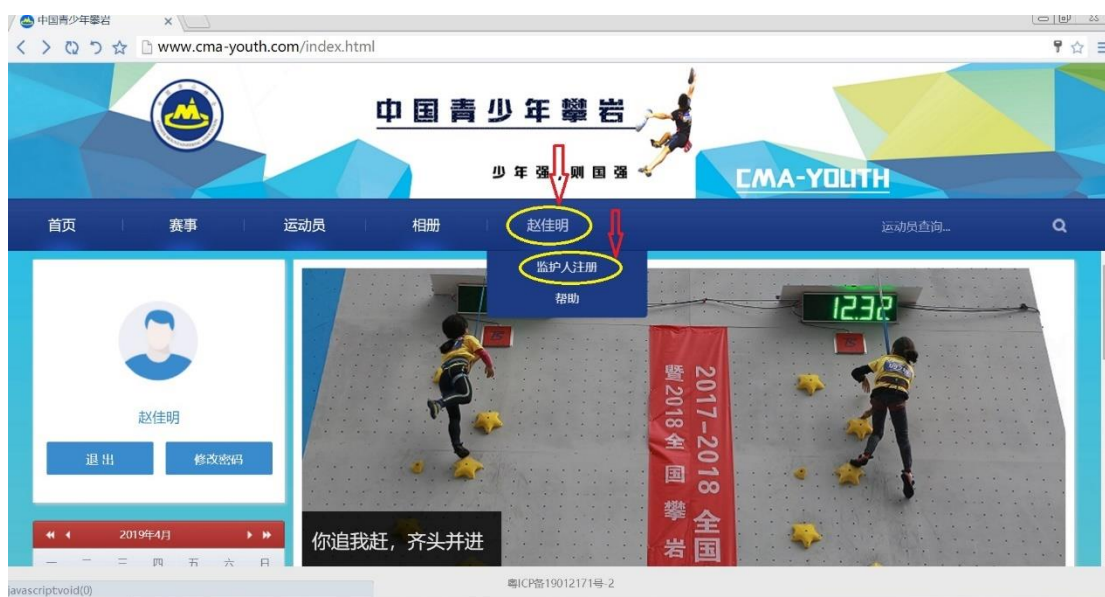 中国青少年攀岩
www.cma-youth.com/index.html
中国青少年攀岩
少年强,则国强
CMA-YOUTH
首页
赛事
运动员
相册
赵佳明
运动员查询...
监护人注册
帮助
赵佳明
退出
修改密码
2019年4月
一 二 三 四 五 六 日
12.32
2017-2018 全国
暨2018全国攀岩
你追我赶，齐头并进
粤ICP备19012171号-2
javascriptvoid(0)